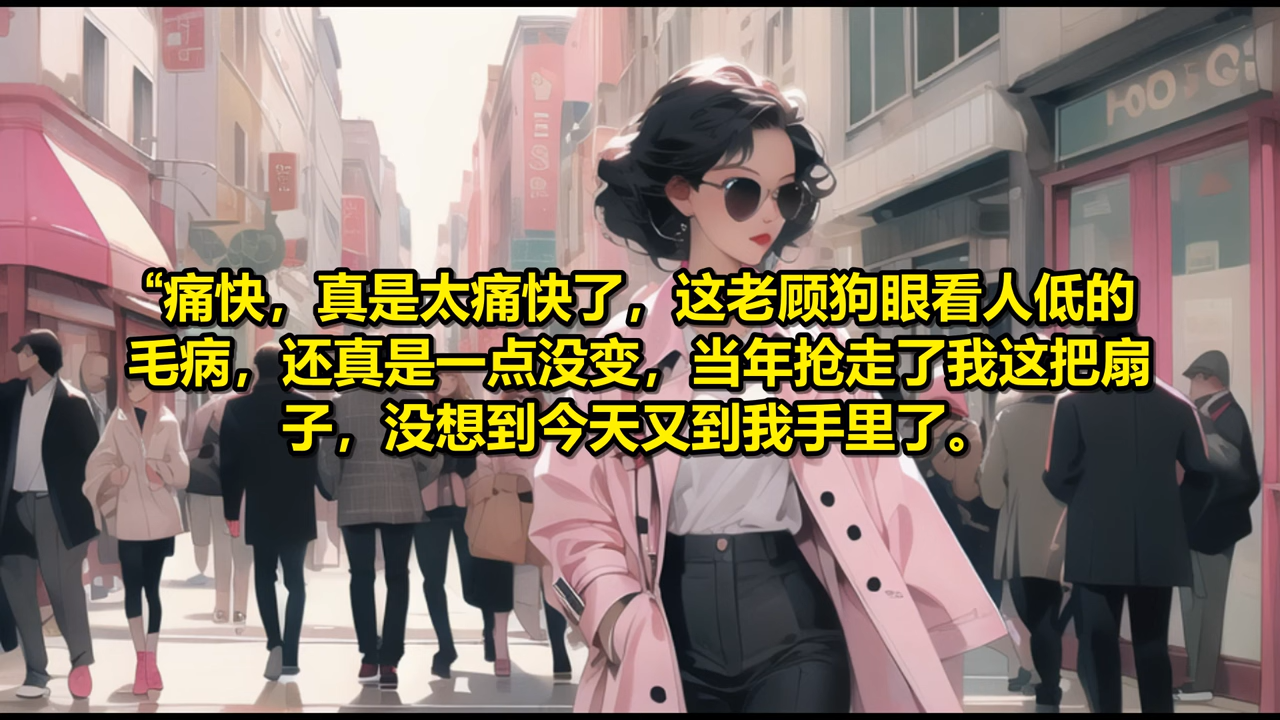 “痛快，真是太痛快了，这老顾狗眼看人低的
毛病，还真是一点没变，当年抢走了我这把扇
子，没想到今天又到我手里了。